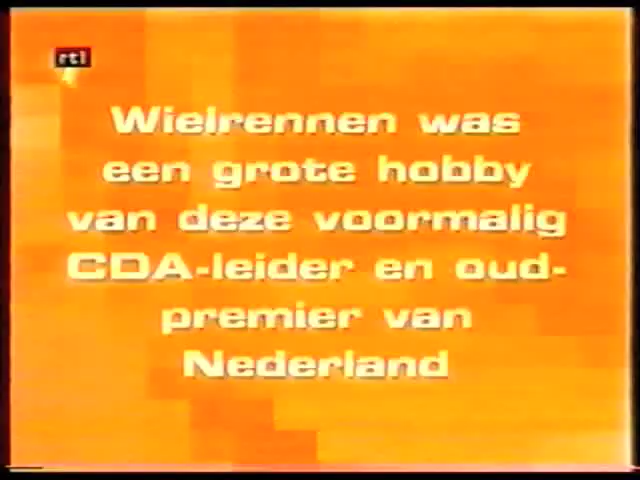 rtl
Wielrennen was
een grote hobby
van deze voormalig
CDA-leider en oud-
premier van
Nederland